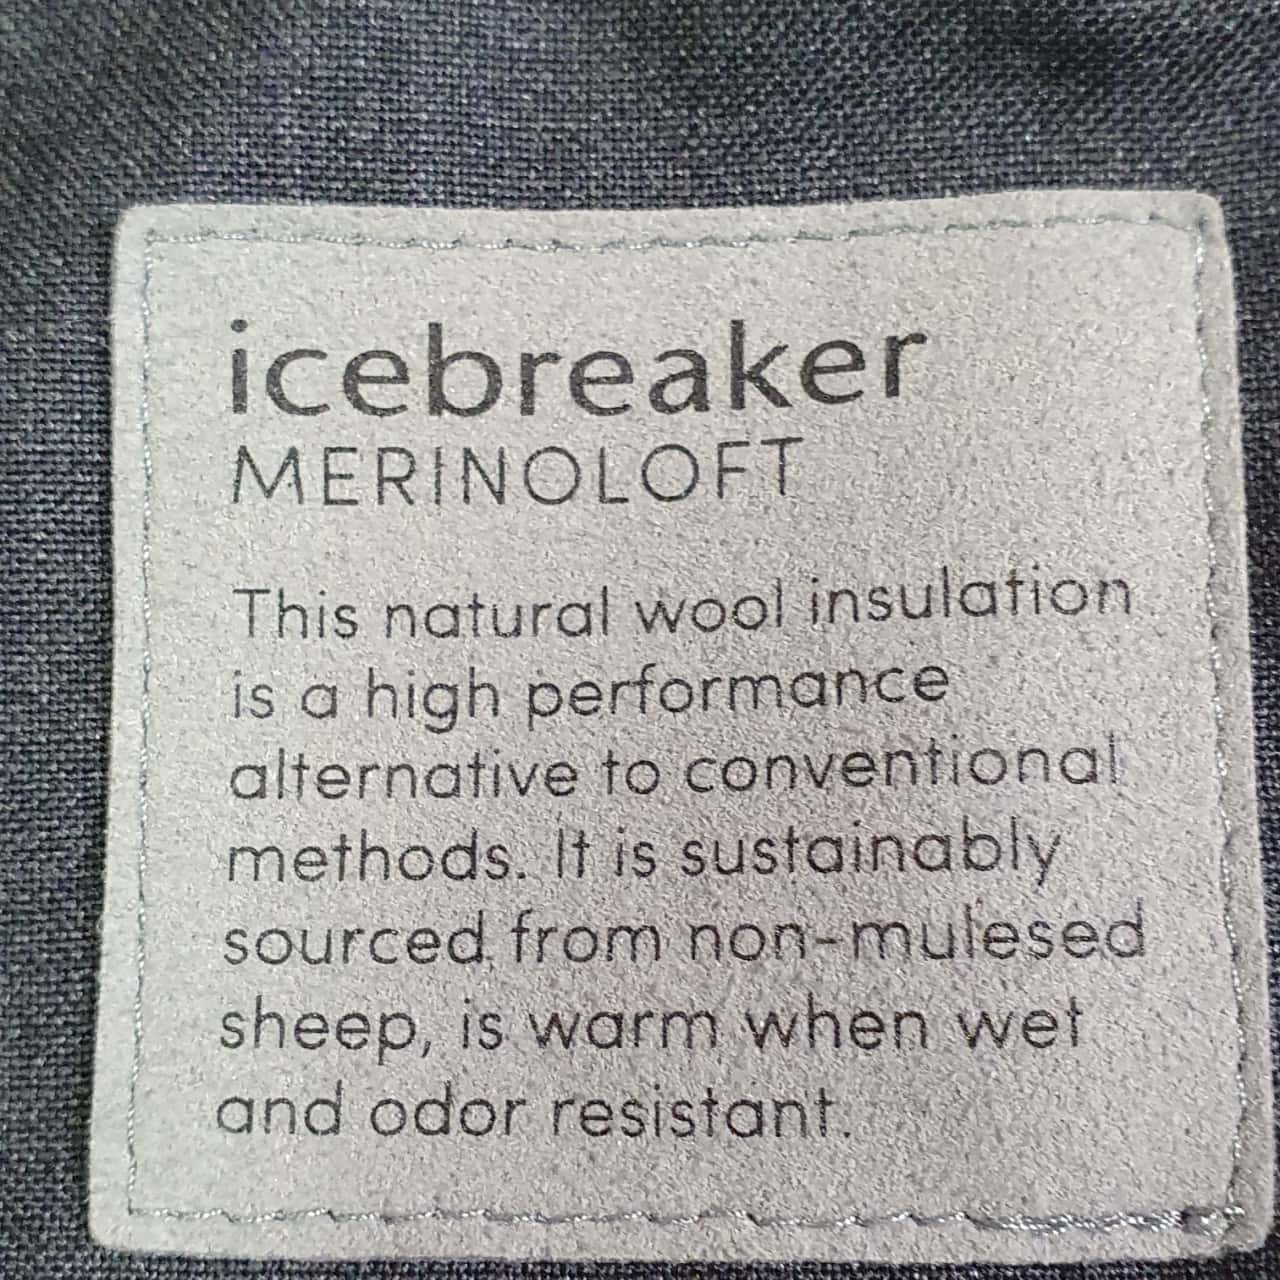 icebreaker
MERINOLOFT
This natural wool insulation
is a high performance
alternative to conventional
methods. It is sustainably
sourced from non-mulesed
sheep, is warm when wet
and odor resistant.